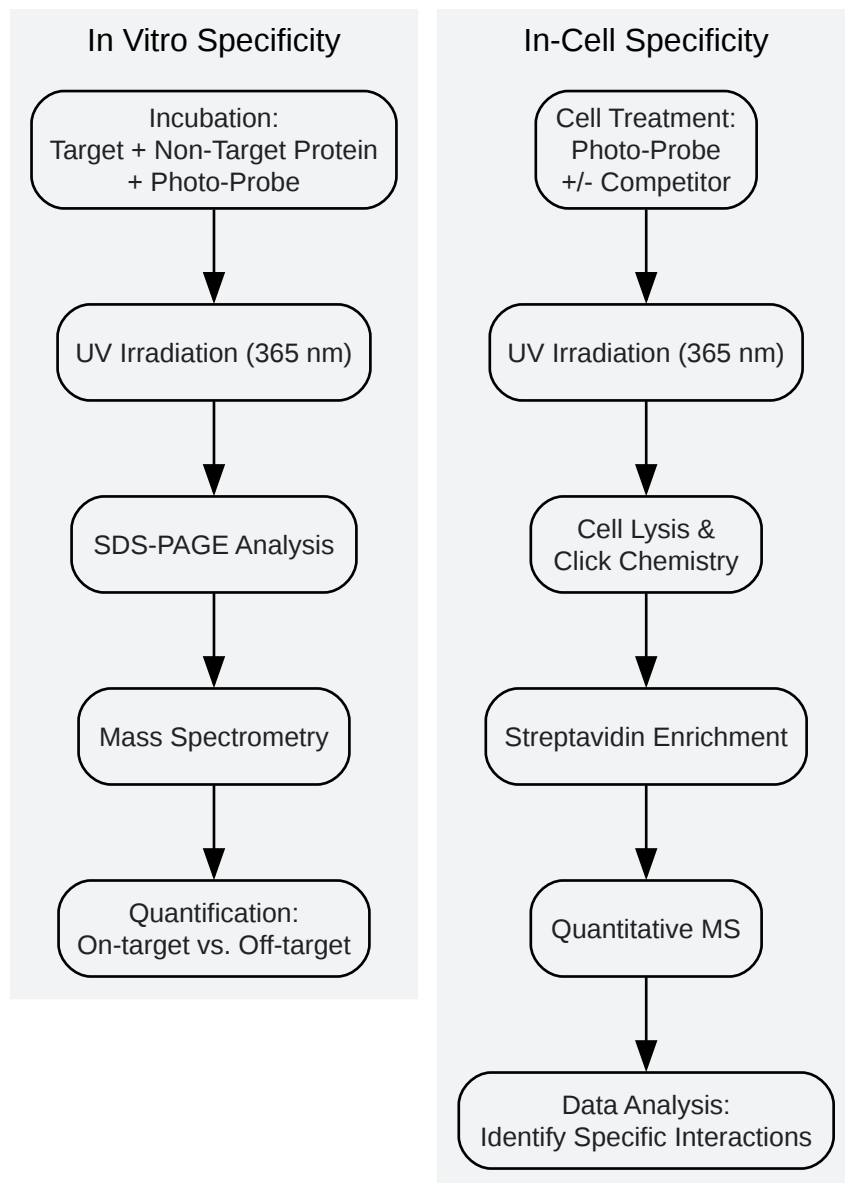 In Vitro Specificity
Incubation:
Target + Non-Target Protein
+ Photo-Probe
UV Irradiation (365 nm)
SDS-PAGE Analysis
Mass Spectrometry
Quantification:
On-target vs. Off-target
In-Cell Specificity
Cell Treatment:
Photo-Probe
+/- Competitor
UV Irradiation (365 nm)
Cell Lysis &
Click Chemistry
Streptavidin Enrichment
Quantitative MS
Data Analysis:
Identify Specific Interactions